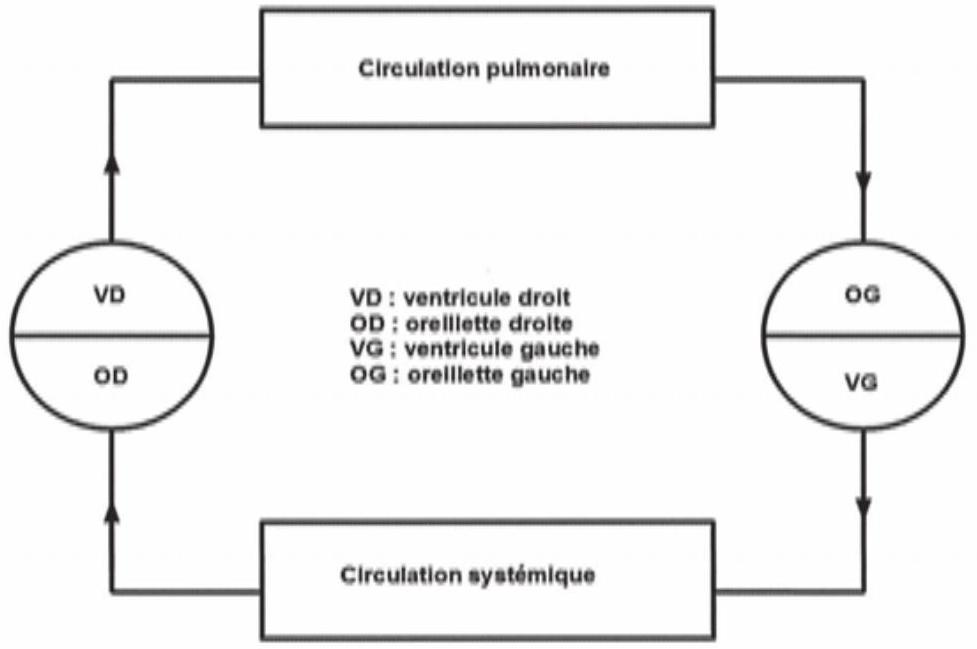 Circulation pulmonaire
VD
OD
VD : ventricule droit
OD : oreillette droite
VG : ventricule gauche
OG : oreillette gauche
OG
VG
Circulation systémique